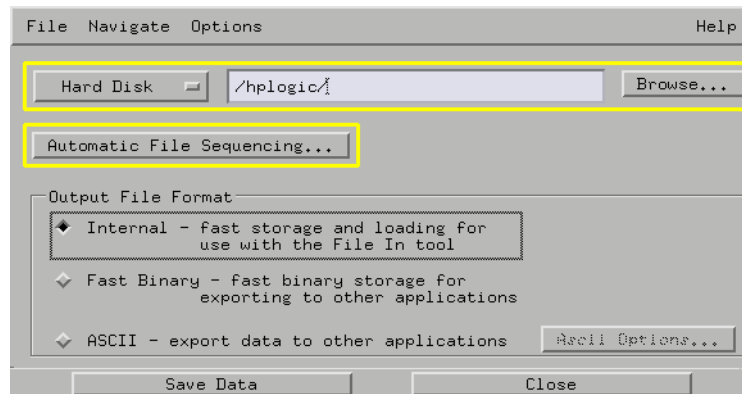 File Navigate Options Help
Hard Disk /hplogic/ Browse...
Automatic File Sequencing...
Output File Format
Internal - fast storage and loading for
use with the File In tool
Fast Binary - fast binary storage for
exporting to other applications
ASCII - export data to other applications Ascii Options...
Save Data Close